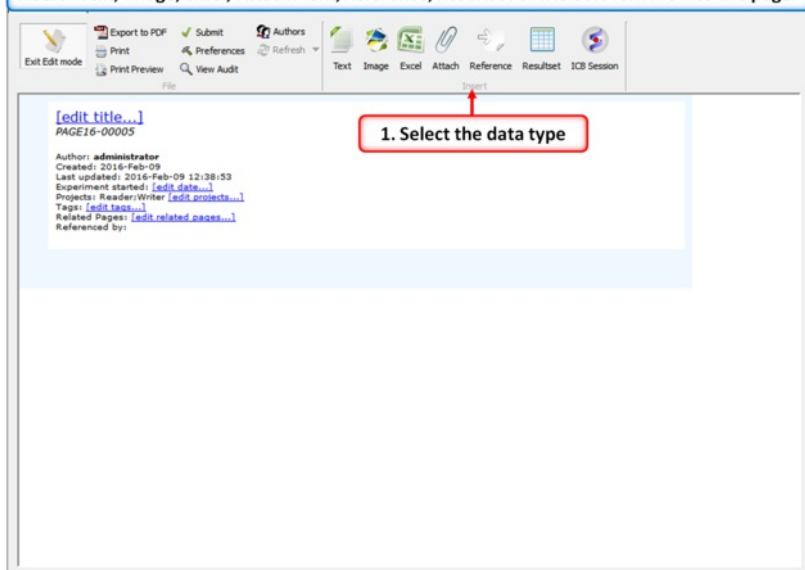 Exit Edit mode
Export to PDF
Print
Print Preview
Submit
Preferences
View Audit
Authors
Refresh
File
Text Image Excel Attach Reference Resultset ICB Session
Insert
1. Select the data type
[edit title...]
PAGE16-00005
Author: administrator
Created: 2016-Feb-09
Last updated: 2016-Feb-09 12:38:53
Experiment started: [edit date...]
Projects: Reader;Writer [edit projects...]
Tags: [edit tags...]
Related Pages: [edit related pages...]
Referenced by: